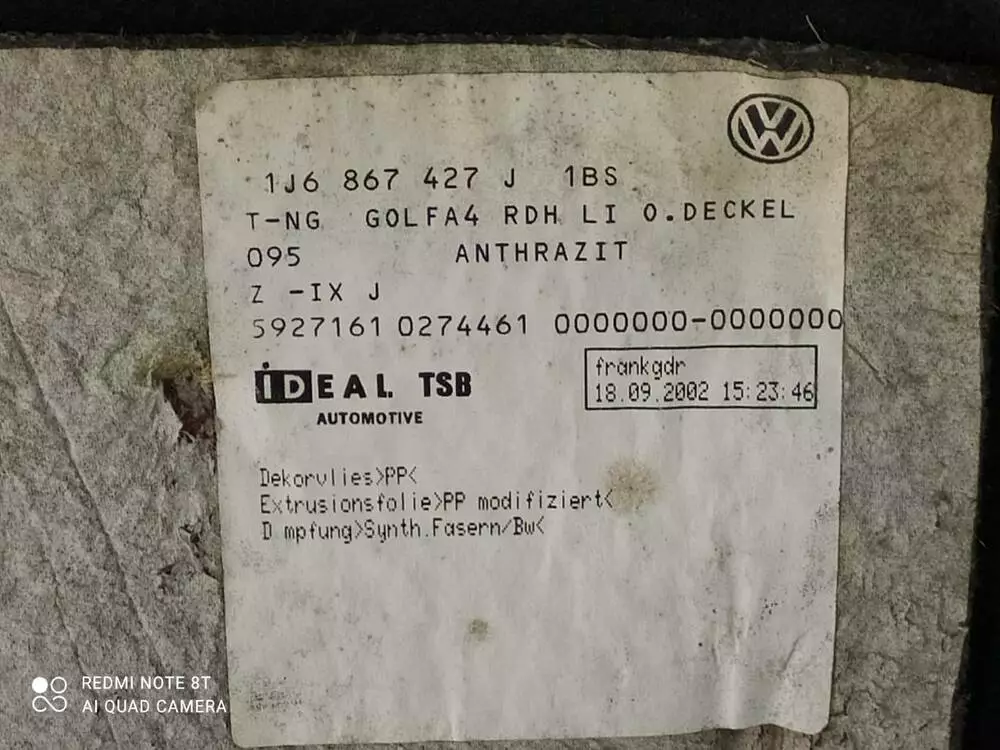 VW
1J6 867 427 J 1BS
T-NG GOLFA4 RDH LI O.DECKEL
095 ANTHRAZIT
Z -IX J
5927161 0274461 0000000-0000000
iDEAL TSB
AUTOMOTIVE
frankgdr
18.09.2002 15:23:46
Dekorvlies>PP<
Extrusionsfolie>PP modifiziert<
D mpfung>Synth.Fasern/Bw<
REDMI NOTE 8T
AI QUAD CAMERA